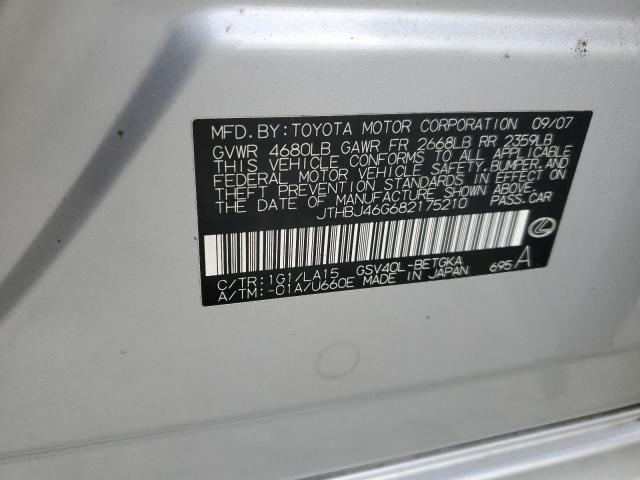 MFD. BY: TOYOTA MOTOR CORPORATION 09/07
GVWR 4680LB GAWR FR 2668LB RR 2359LB
THIS VEHICLE CONFORMS TO ALL APPLICABLE
FEDERAL MOTOR VEHICLE SAFETY, BUMPER, AND
THEFT PREVENTION STANDARDS IN EFFECT ON
THE DATE OF MANUFACTURE SHOWN ABOVE.
JTHBJ46G682175210 PASS. CAR
C/TR: 1G1/LA15 GSV40L-BETGKA
A/TM: -01A/U660E MADE IN JAPAN 695 A